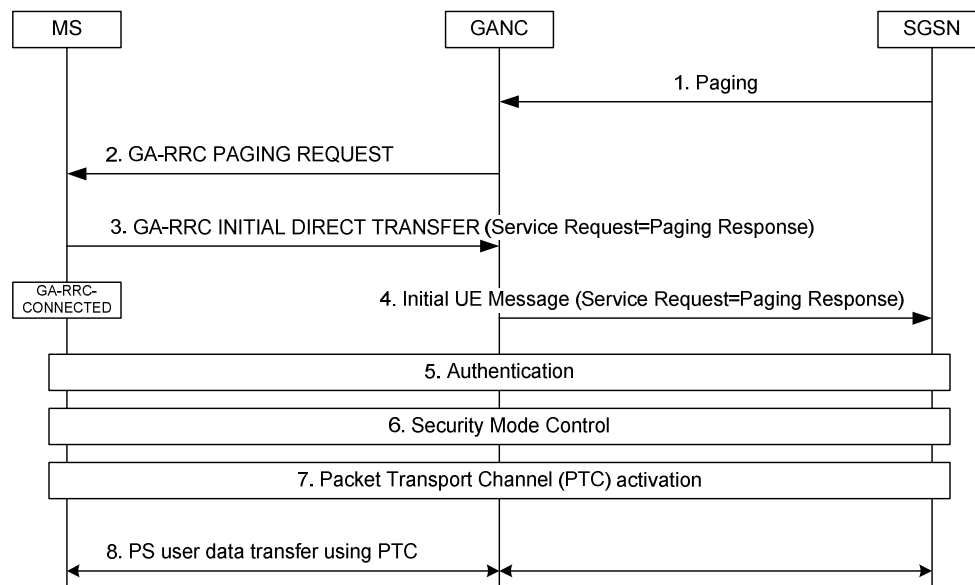 MS
GANC
SGSN
1. Paging
2. GA-RRC PAGING REQUEST
3. GA-RRC INITIAL DIRECT TRANSFER (Service Request=Paging Response)
GA-RRC-
CONNECTED
4. Initial UE Message (Service Request=Paging Response)
5. Authentication
6. Security Mode Control
7. Packet Transport Channel (PTC) activation
8. PS user data transfer using PTC